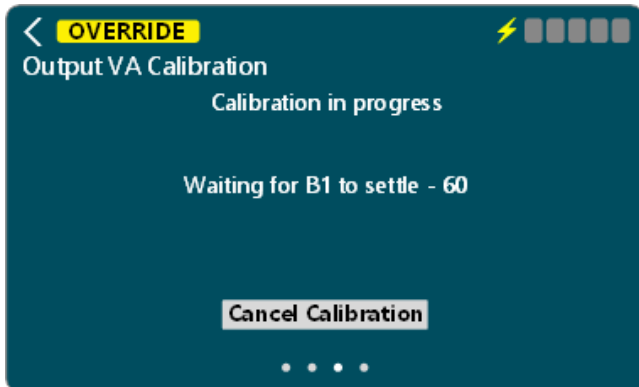 OVERRIDE
Output VA Calibration
Calibration in progress
Waiting for B1 to settle - 60
Cancel Calibration